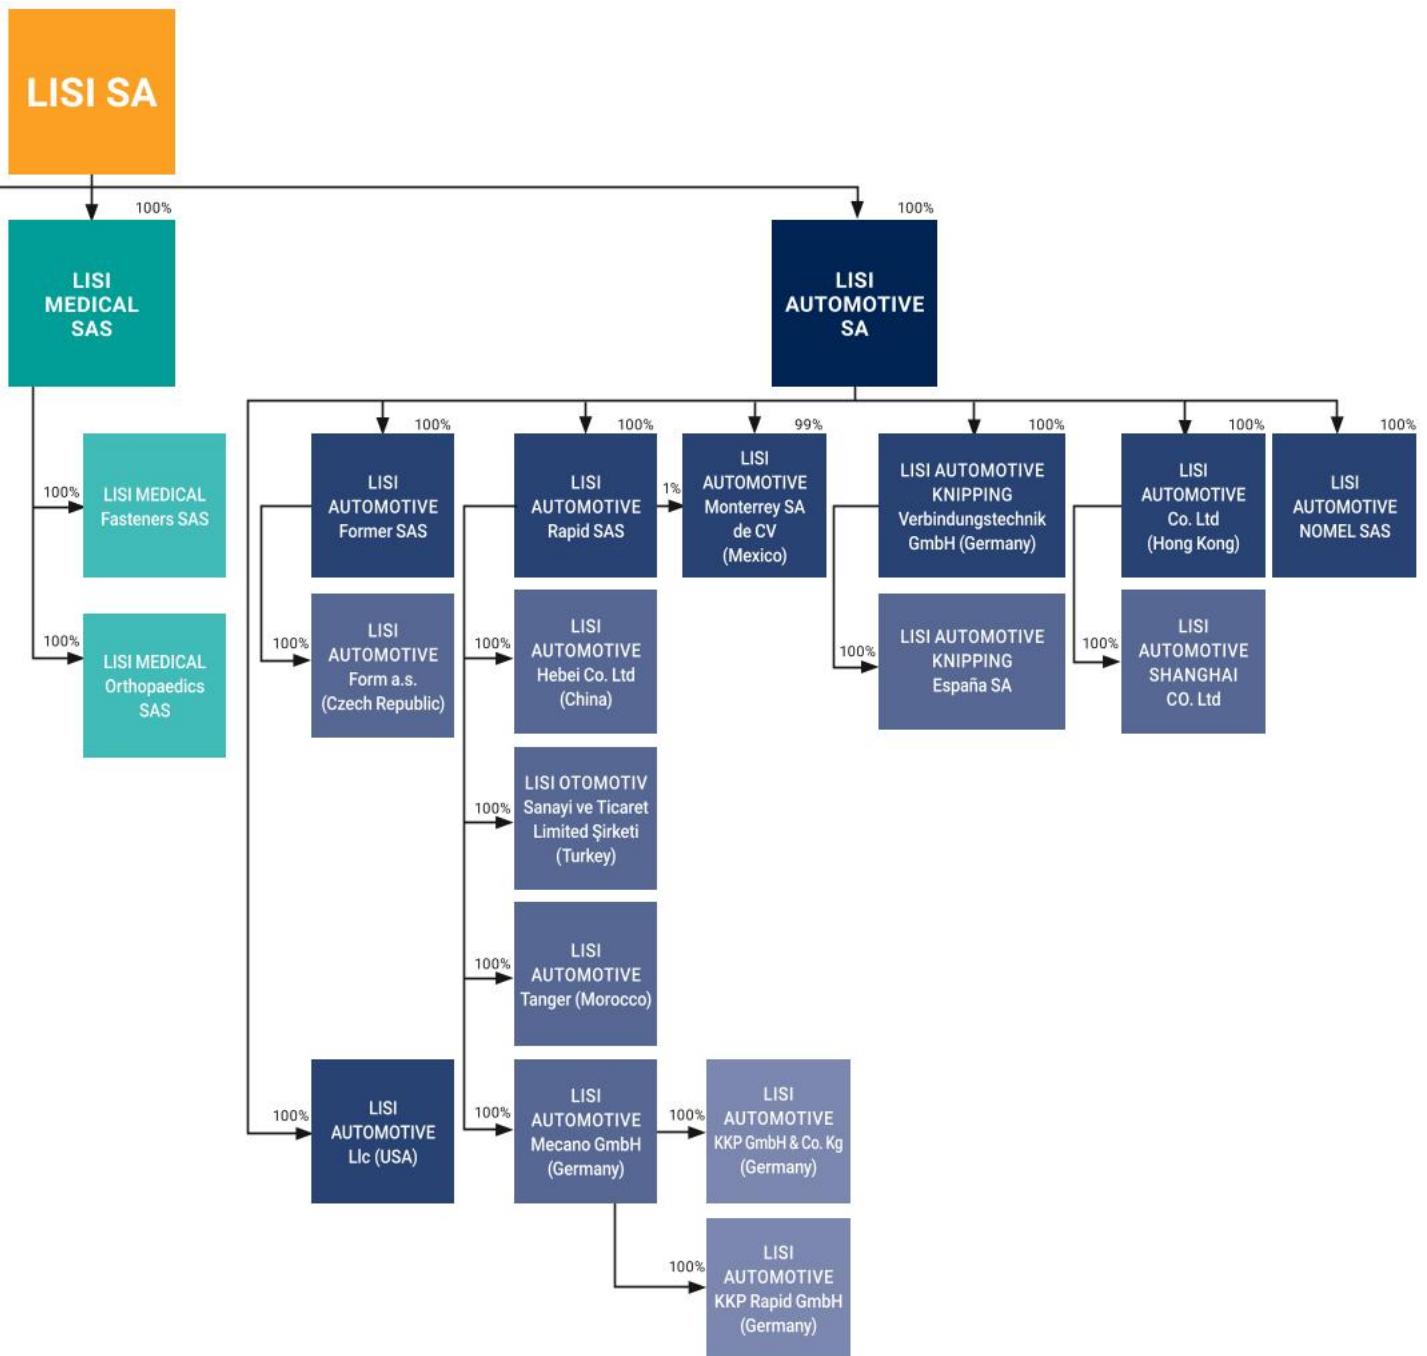 LISI SA
100%
100%
LISI
MEDICAL
SAS
LISI
AUTOMOTIVE
SA
100%
100%
99%
100%
100%
100%
100%
LISI MEDICAL
Fasteners SAS
LISI
AUTOMOTIVE
Former SAS
LISI
AUTOMOTIVE
Rapid SAS
1%
LISI
AUTOMOTIVE
Monterrey SA
de CV
(Mexico)
LISI AUTOMOTIVE
KNIPPING
Verbindungstechnik
GmbH (Germany)
LISI
AUTOMOTIVE
Co. Ltd
(Hong Kong)
LISI
AUTOMOTIVE
NOMEL SAS
100%
LISI MEDICAL
Orthopaedics
SAS
100%
LISI
AUTOMOTIVE
Form a.s.
(Czech Republic)
100%
LISI
AUTOMOTIVE
Hebei Co. Ltd
(China)
100%
LISI AUTOMOTIVE
KNIPPING
España SA
100%
LISI
AUTOMOTIVE
SHANGHAI
CO. Ltd
100%
LISI OTOMOTIV
Sanayi ve Ticaret
Limited Şirketi
(Turkey)
100%
LISI
AUTOMOTIVE
Tanger (Morocco)
100%
LISI
AUTOMOTIVE
Llc (USA)
100%
LISI
AUTOMOTIVE
Mecano GmbH
(Germany)
100%
LISI
AUTOMOTIVE
KKP GmbH & Co. Kg
(Germany)
100%
LISI
AUTOMOTIVE
KKP Rapid GmbH
(Germany)